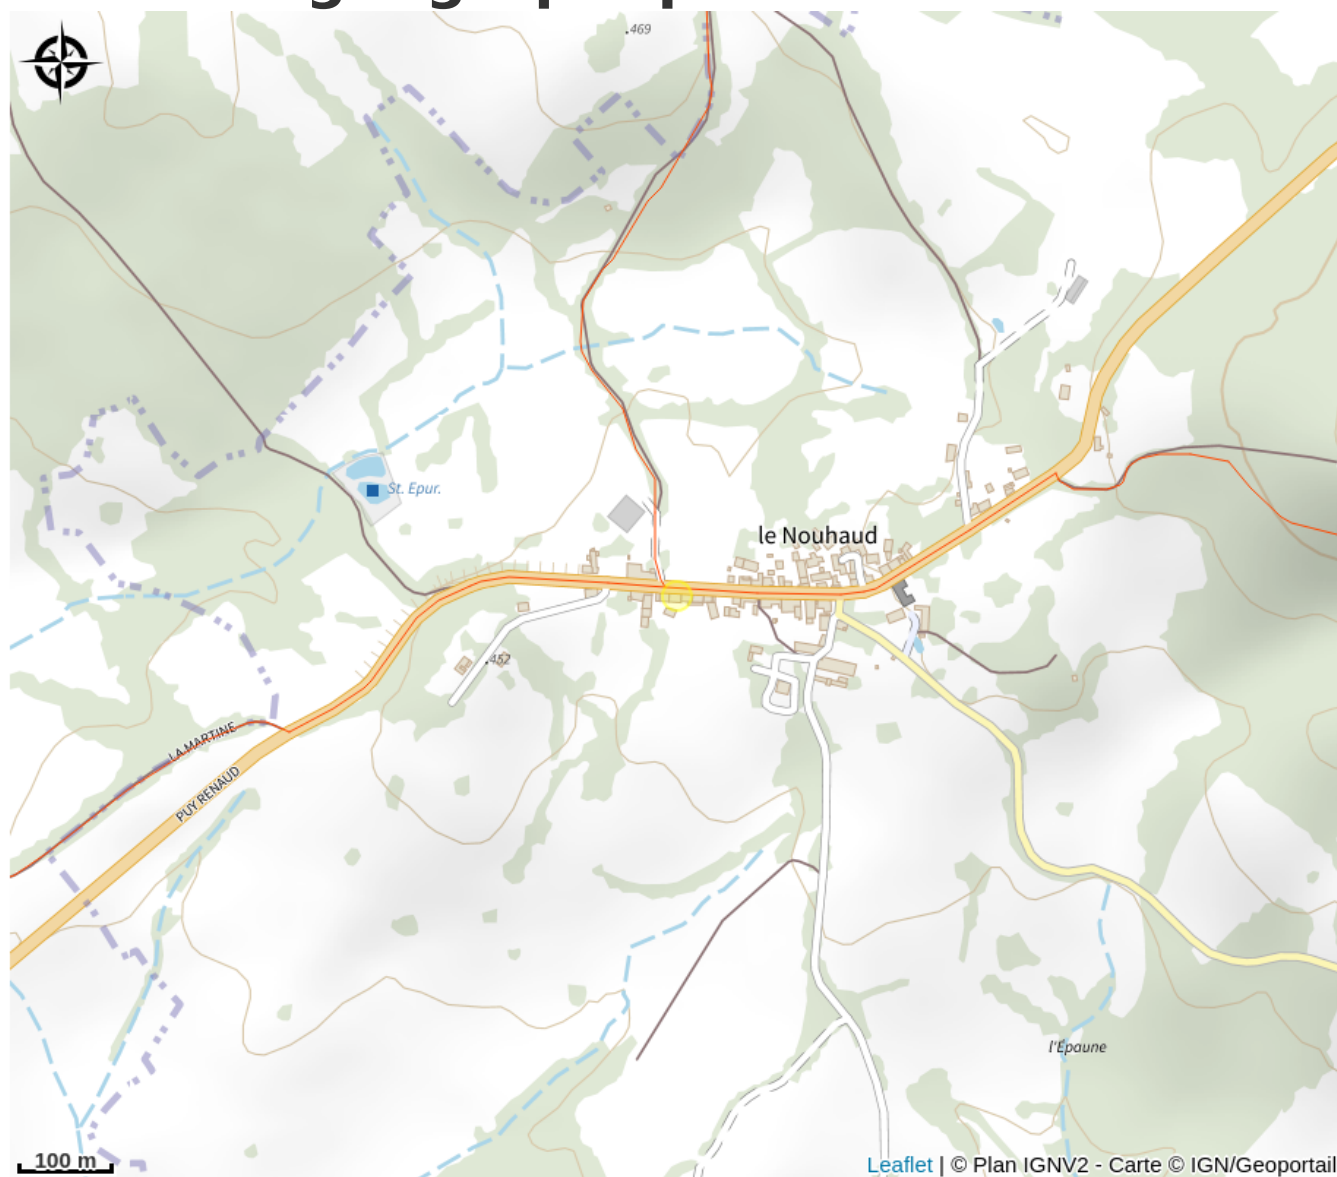 .469
St. Epur.
le Nouhaud
.452
LA MARTINE
PUY RENAUD
l'Epaune
100 m
Leaflet | © Plan IGNV2 - Carte © IGN/Geoportail